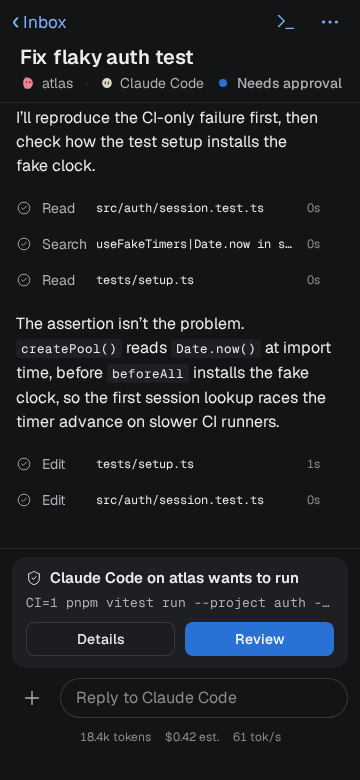 Inbox
Fix flaky auth test
atlas · Claude Code Needs approval
I'll reproduce the CI-only failure first, then
check how the test setup installs the
fake clock.
Read src/auth/session.test.ts 0s
Search useFakeTimers|Date.now in s… 0s
Read tests/setup.ts 0s
The assertion isn't the problem.
createPool() reads Date.now() at import
time, before beforeAll installs the fake
clock, so the first session lookup races the
timer advance on slower CI runners.
Edit tests/setup.ts 1s
Edit src/auth/session.test.ts 0s
Claude Code on atlas wants to run
CI=1 pnpm vitest run --project auth -…
Details Review
Reply to Claude Code
18.4k tokens $0.42 est. 61 tok/s